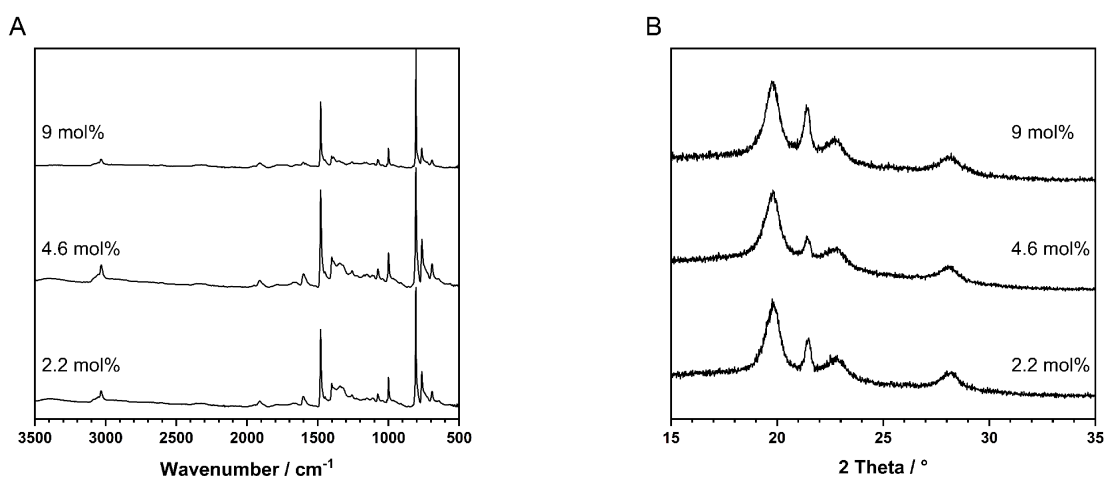 A
9 mol%
4.6 mol%
2.2 mol%
3500 3000 2500 2000 1500 1000 500
Wavenumber / cm⁻¹
B
9 mol%
4.6 mol%
2.2 mol%
15 20 25 30 35
2 Theta / °